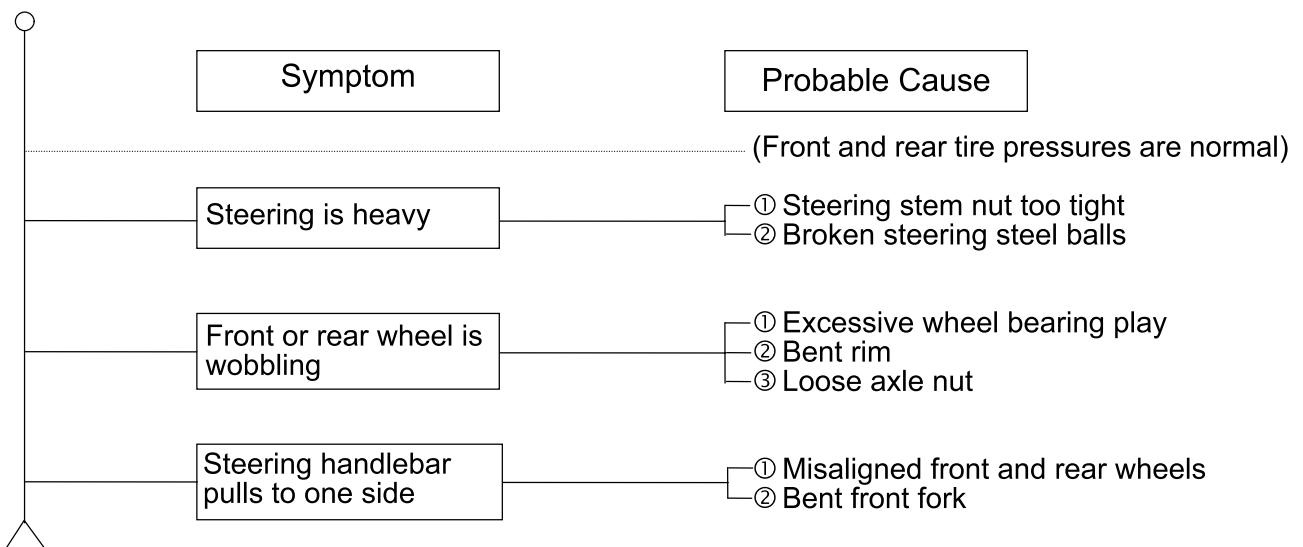 Symptom
Probable Cause
(Front and rear tire pressures are normal)
Steering is heavy
① Steering stem nut too tight
② Broken steering steel balls
Front or rear wheel is
wobbling
① Excessive wheel bearing play
② Bent rim
③ Loose axle nut
Steering handlebar
pulls to one side
① Misaligned front and rear wheels
② Bent front fork